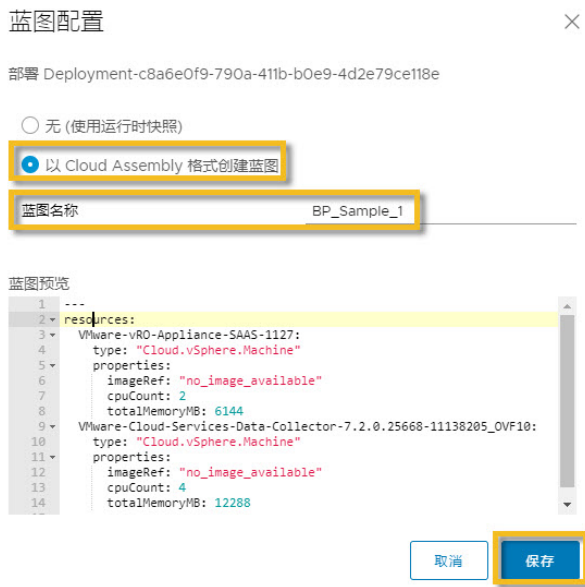 蓝图配置
部署 Deployment-c8a6e0f9-790a-411b-b0e9-4d2e79ce118e
无 (使用运行时快照)
以 Cloud Assembly 格式创建蓝图
蓝图名称 BP_Sample_1
蓝图预览
1 ---
2 resources:
3 VMware-vRO-Appliance-SAAS-1127:
4 type: "Cloud.vSphere.Machine"
5 properties:
6 imageRef: "no_image_available"
7 cpuCount: 2
8 totalMemoryMB: 6144
9 VMware-Cloud-Services-Data-Collector-7.2.0.25668-11138205_OVF10:
10 type: "Cloud.vSphere.Machine"
11 properties:
12 imageRef: "no_image_available"
13 cpuCount: 4
14 totalMemoryMB: 12288
取消 保存